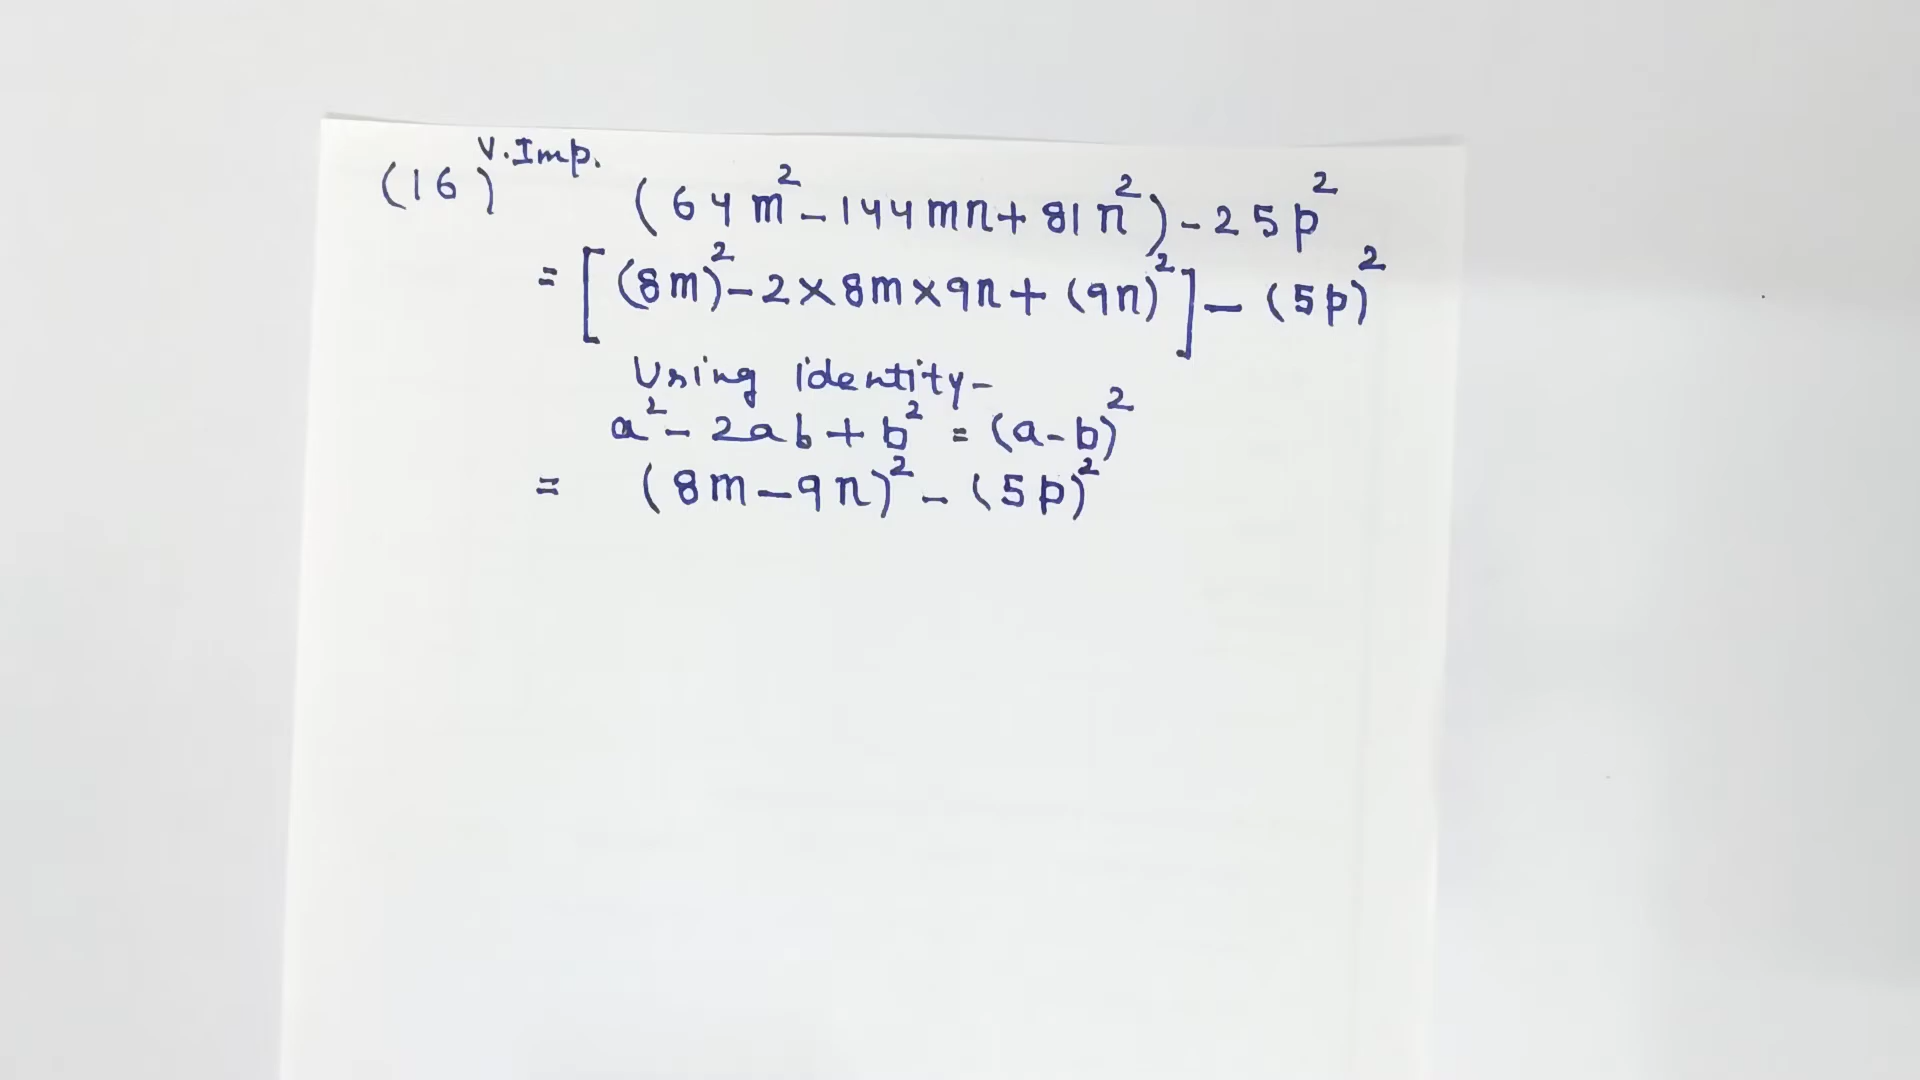 (16) V. Imp. (64m² - 144mn + 81n²) - 25p²
= [(8m)² - 2 × 8m × 9n + (9n)²] - (5p)²
Using identity-
a² - 2ab + b² = (a-b)²
= (8m - 9n)² - (5p)²